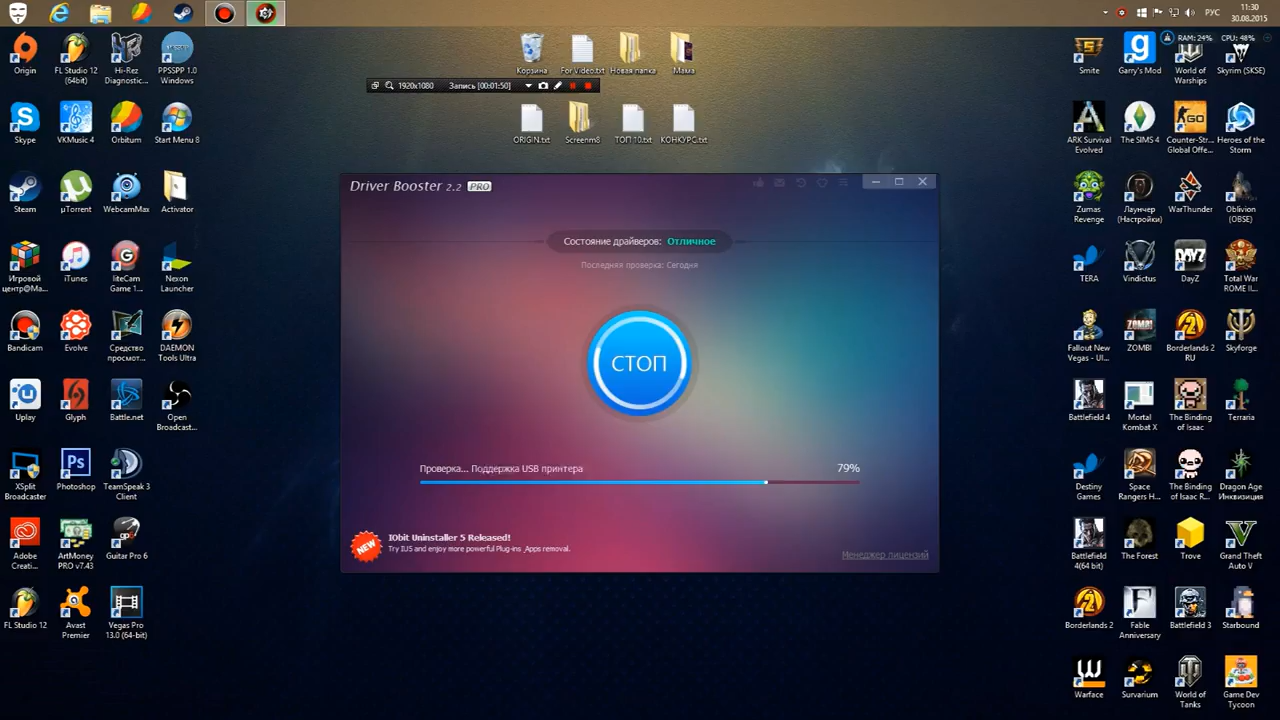 11:30
РУС
30.08.2015
RAM: 24%
CPU: 48%
Origin
FL Studio 12
(64bit)
Hi-Rez
Diagnostic...
PPSSPP 1.0
Windows
Корзина
For Video.txt
Новая папка
Мама
Smite
Garry's Mod
World of
Warships
Skyrim (SKSE)
1920x1080
Запись [00:01:50]
Skype
VKMusic 4
Orbitum
Start Menu 8
ORIGIN.txt
Screenm8
ТОП 10.txt
КОНКУРС.txt
ARK Survival
Evolved
The SIMS 4
Counter-Str...
Global Offe...
Heroes of the
Storm
Driver Booster 2.2 PRO
Steam
µTorrent
WebcamMax
Activator
Zumas
Revenge
Лаунчер
(Настройки)
WarThunder
Oblivion
(OBSE)
Состояние драйверов: Отличное
Последняя проверка: Сегодня
Игровой
центр@Ma...
iTunes
liteCam
Game 1...
Nexon
Launcher
TERA
Vindictus
DayZ
Total War
ROME II...
Bandicam
Evolve
Средство
просмот...
DAEMON
Tools Ultra
Fallout New
Vegas - Ul...
ZOMBI
Borderlands 2
RU
Skyforge
СТОП
Uplay
Glyph
Battle.net
Open
Broadcast...
Battlefield 4
Mortal
Kombat X
The Binding
of Isaac
Terraria
Проверка... Поддержка USB принтера
79%
XSplit
Broadcaster
Photoshop
TeamSpeak 3
Client
Destiny
Games
Space
Rangers H...
The Binding
of Isaac R...
Dragon Age
Инквизиция
NEW
IObit Uninstaller 5 Released!
Try IU5 and enjoy more powerful Plug-ins ,Apps removal.
Менеджер лицензий
Adobe
Creati...
ArtMoney
PRO v7.43
Guitar Pro 6
Battlefield
4(64 bit)
The Forest
Trove
Grand Theft
Auto V
FL Studio 12
Avast
Premier
Vegas Pro
13.0 (64-bit)
Borderlands 2
Fable
Anniversary
Battlefield 3
Starbound
Warface
Survarium
World of
Tanks
Game Dev
Tycoon